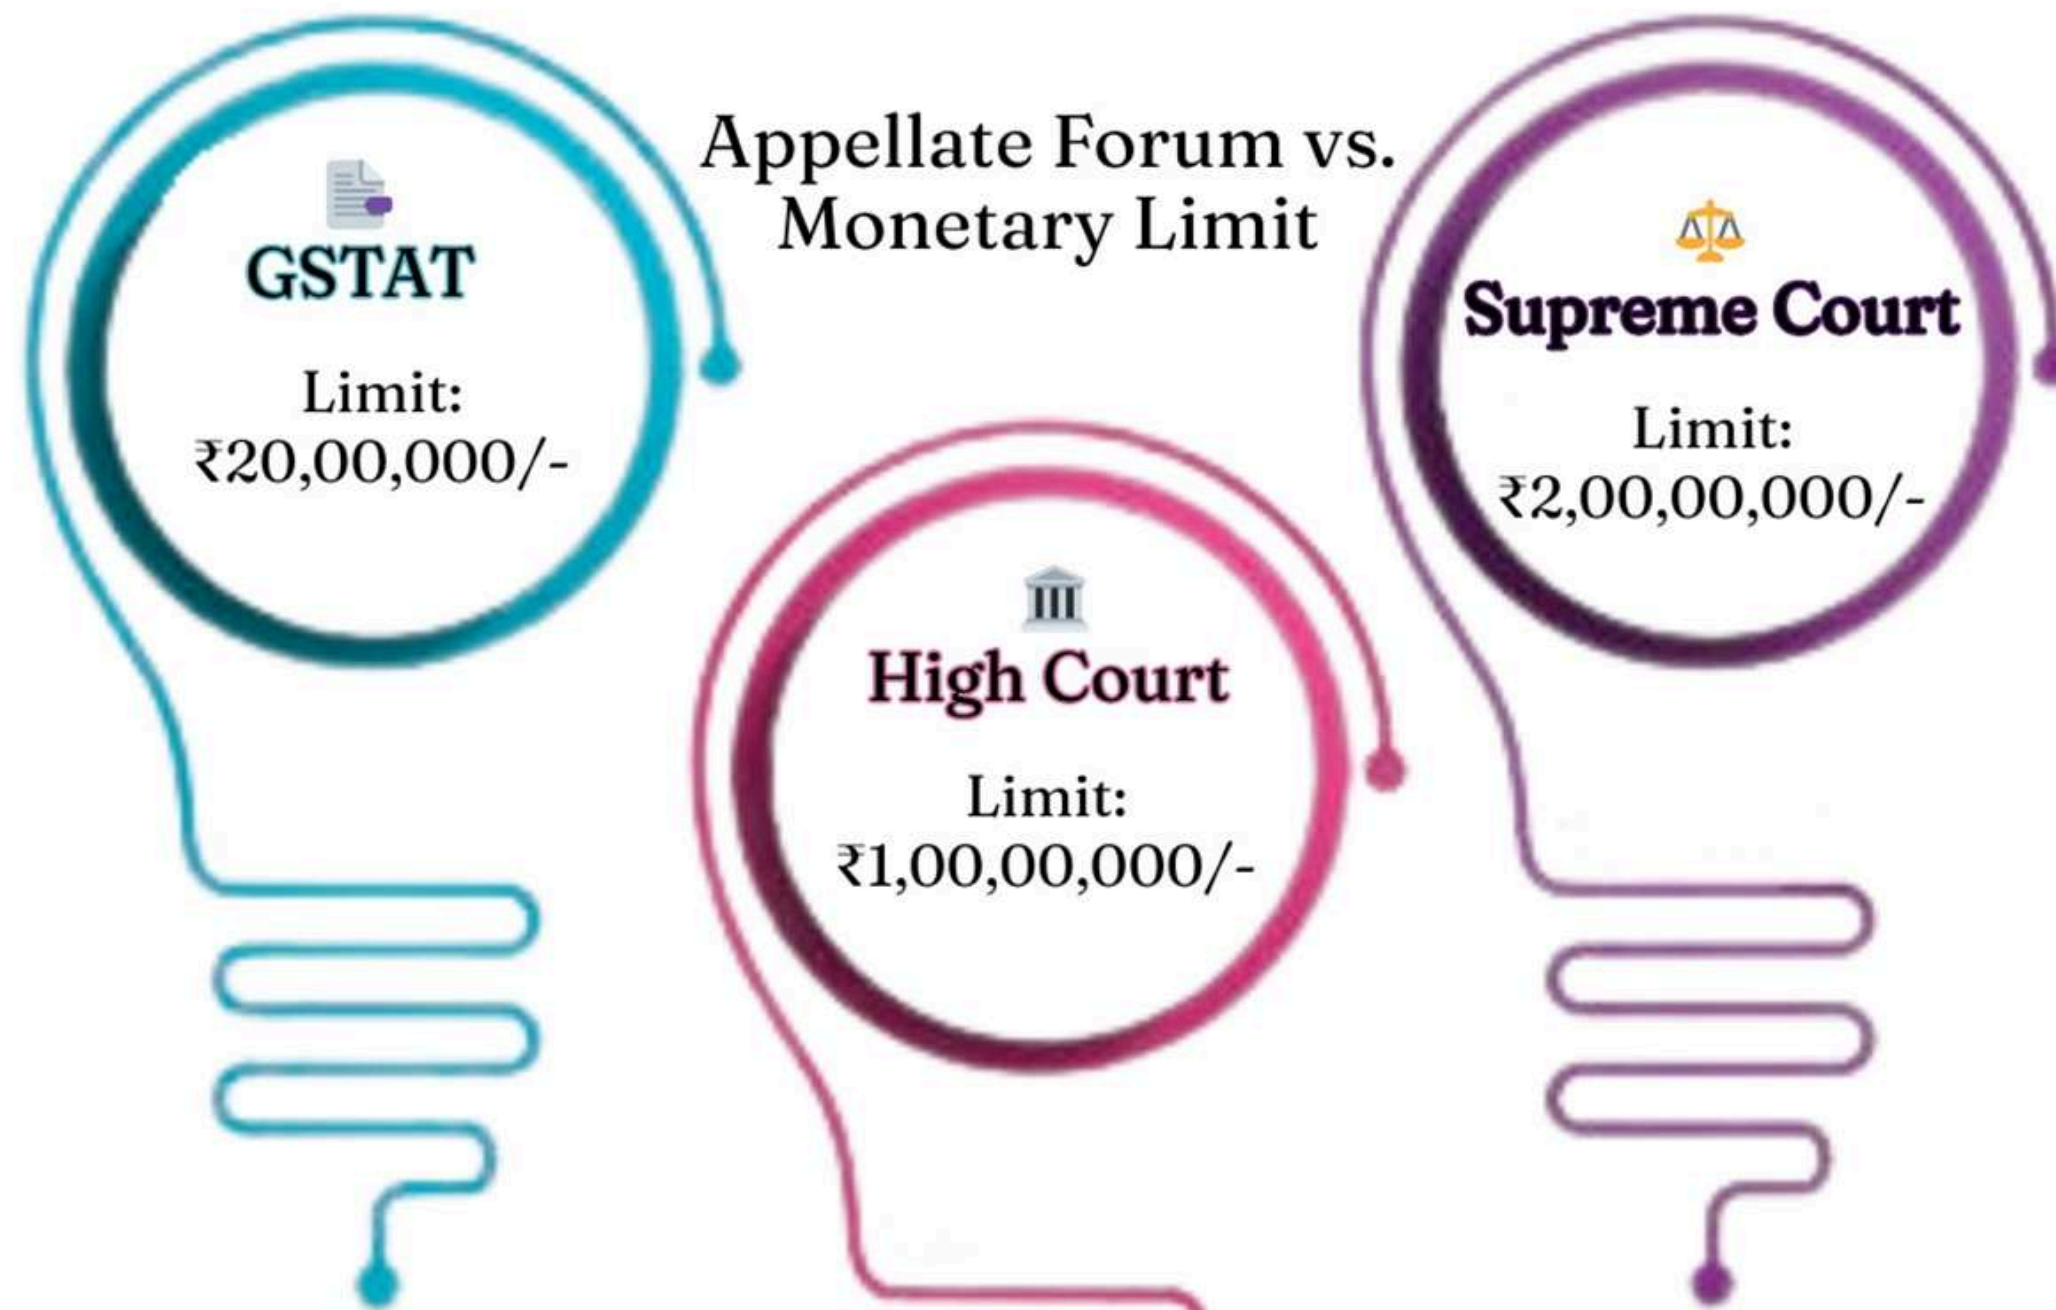 Appellate Forum vs.
Monetary Limit
GSTAT
Limit:
₹20,00,000/-
High Court
Limit:
₹1,00,00,000/-
Supreme Court
Limit:
₹2,00,00,000/-